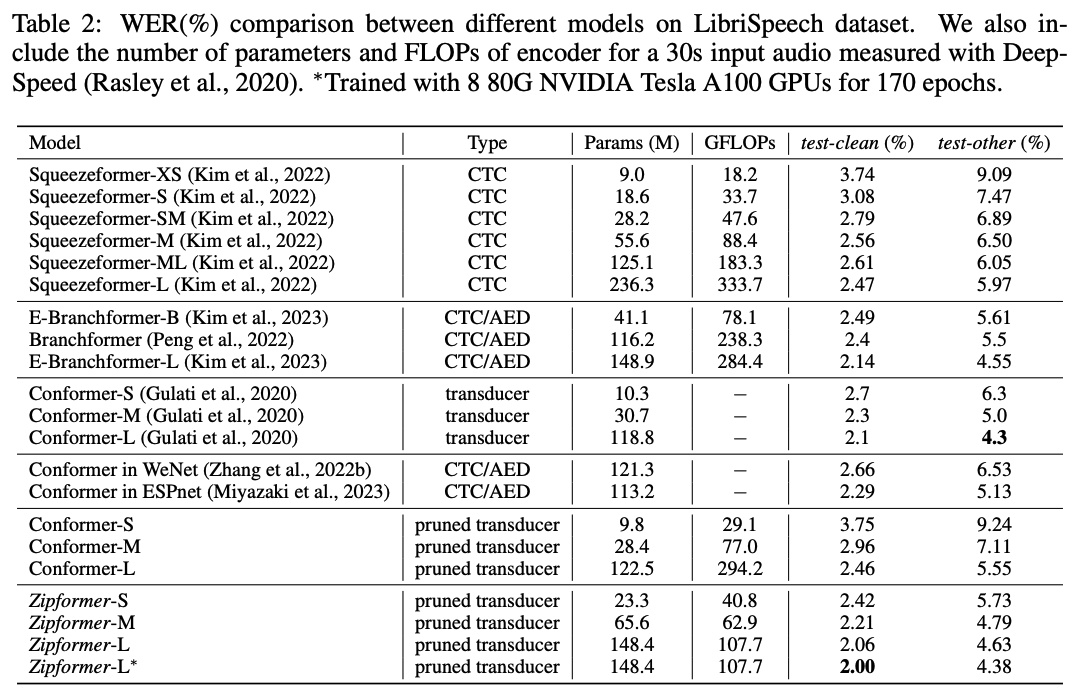 Table 2: WER(%) comparison between different models on LibriSpeech dataset. We also in-
clude the number of parameters and FLOPs of encoder for a 30s input audio measured with Deep-
Speed (Rasley et al., 2020). *Trained with 8 80G NVIDIA Tesla A100 GPUs for 170 epochs.
Model Type Params (M) GFLOPs test-clean (%) test-other (%)
Squeezeformer-XS (Kim et al., 2022) CTC 9.0 18.2 3.74 9.09
Squeezeformer-S (Kim et al., 2022) CTC 18.6 33.7 3.08 7.47
Squeezeformer-SM (Kim et al., 2022) CTC 28.2 47.6 2.79 6.89
Squeezeformer-M (Kim et al., 2022) CTC 55.6 88.4 2.56 6.50
Squeezeformer-ML (Kim et al., 2022) CTC 125.1 183.3 2.61 6.05
Squeezeformer-L (Kim et al., 2022) CTC 236.3 333.7 2.47 5.97
E-Branchformer-B (Kim et al., 2023) CTC/AED 41.1 78.1 2.49 5.61
Branchformer (Peng et al., 2022) CTC/AED 116.2 238.3 2.4 5.5
E-Branchformer-L (Kim et al., 2023) CTC/AED 148.9 284.4 2.14 4.55
Conformer-S (Gulati et al., 2020) transducer 10.3 – 2.7 6.3
Conformer-M (Gulati et al., 2020) transducer 30.7 – 2.3 5.0
Conformer-L (Gulati et al., 2020) transducer 118.8 – 2.1 4.3
Conformer in WeNet (Zhang et al., 2022b) CTC/AED 121.3 – 2.66 6.53
Conformer in ESPnet (Miyazaki et al., 2023) CTC/AED 113.2 – 2.29 5.13
Conformer-S pruned transducer 9.8 29.1 3.75 9.24
Conformer-M pruned transducer 28.4 77.0 2.96 7.11
Conformer-L pruned transducer 122.5 294.2 2.46 5.55
Zipformer-S pruned transducer 23.3 40.8 2.42 5.73
Zipformer-M pruned transducer 65.6 62.9 2.21 4.79
Zipformer-L pruned transducer 148.4 107.7 2.06 4.63
Zipformer-L* pruned transducer 148.4 107.7 2.00 4.38